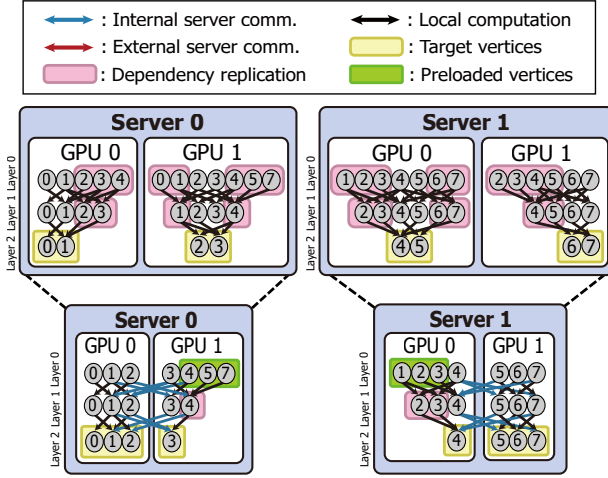 : Internal server comm.
: Local computation
: External server comm.
: Target vertices
: Dependency replication
: Preloaded vertices
Server 0
GPU 0
GPU 1
Layer 0
Layer 1
Layer 2
0 1 2 3 4
0 1 2 3 4 5 7
0 1 2 3
1 2 3 4
0 1
2 3
Server 1
GPU 0
GPU 1
Layer 0
Layer 1
Layer 2
1 2 3 4 5 6 7
2 3 4 5 6 7
2 3 4 5 6 7
4 5 6 7
4 5
6 7
Server 0
GPU 0
GPU 1
Layer 0
Layer 1
Layer 2
0 1 2
3 4 5 7
0 1 2
3 4
0 1 2
3
Server 1
GPU 0
GPU 1
Layer 0
Layer 1
Layer 2
1 2 3 4
5 6 7
2 3 4
5 6 7
4
5 6 7